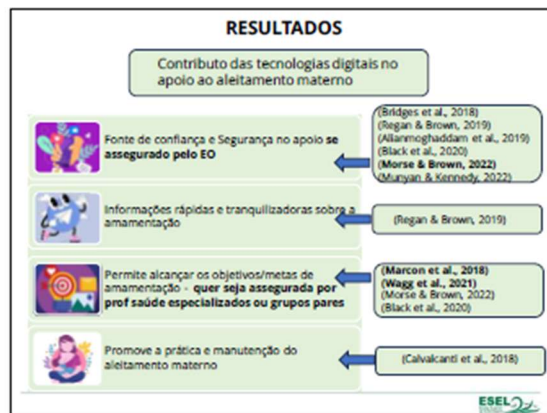 RESULTADOS
Contributo das tecnologias digitais no
apoio ao aleitamento materno
Fonte de confiança e Segurança no apoio se
assegurado pelo EO
(Bridges et al., 2018)
(Regan & Brown, 2019)
(Alianmoghaddam et al., 2019)
(Black et al., 2020)
(Morse & Brown, 2022)
(Munyan & Kennedy, 2022)
Informações rápidas e tranquilizadoras sobre a
amamentação
(Regan & Brown, 2019)
Permite alcançar os objetivos/metas de
amamentação - quer seja assegurada por
prof saúde especializados ou grupos pares
(Marcon et al., 2018)
(Wagg et al., 2021)
(Morse & Brown, 2022)
(Black et al., 2020)
Promove a prática e manutenção do
aleitamento materno
(Calvalcanti et al., 2018)
ESEL